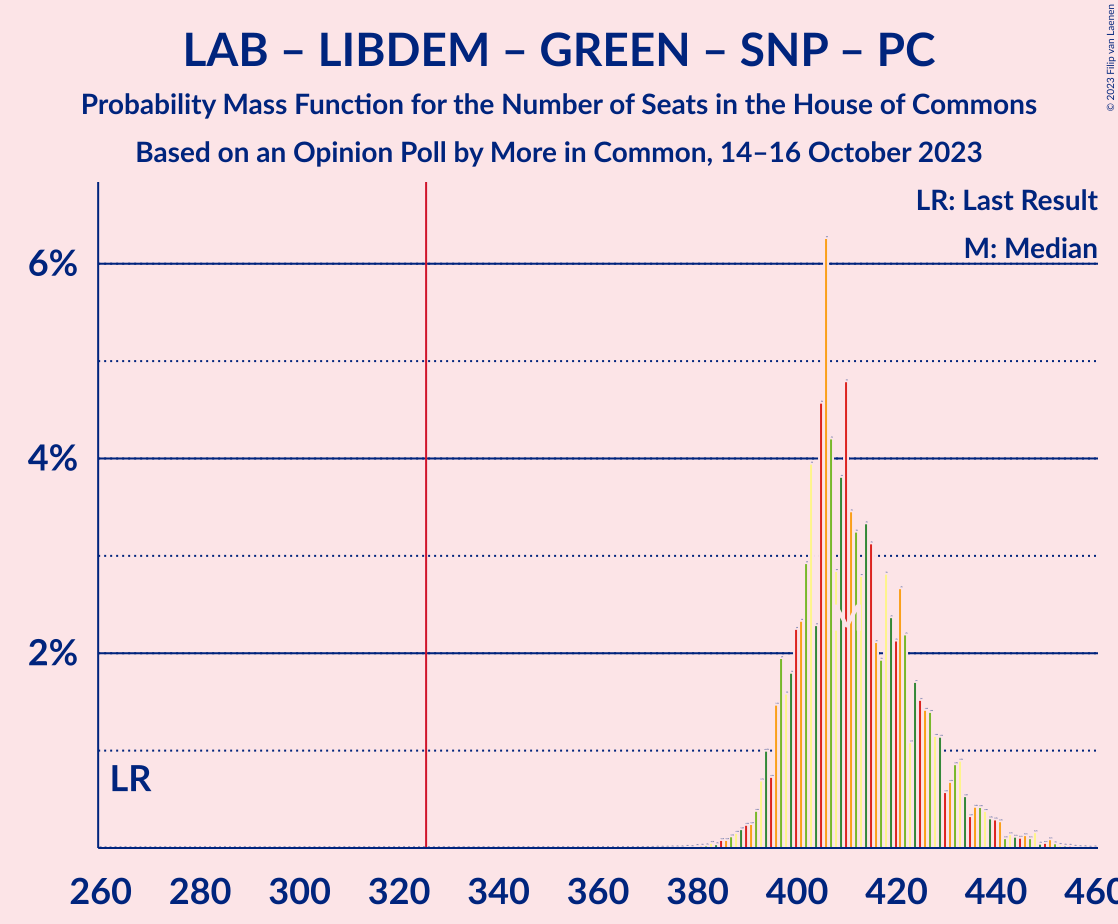 LAB – LIBDEM – GREEN – SNP – PC
Probability Mass Function for the Number of Seats in the House of Commons
Based on an Opinion Poll by More in Common, 14–16 October 2023
© 2023 Filip van Laenen
LR: Last Result
M: Median
6%
4%
2%
LR
260 280 300 320 340 360 380 400 420 440 460